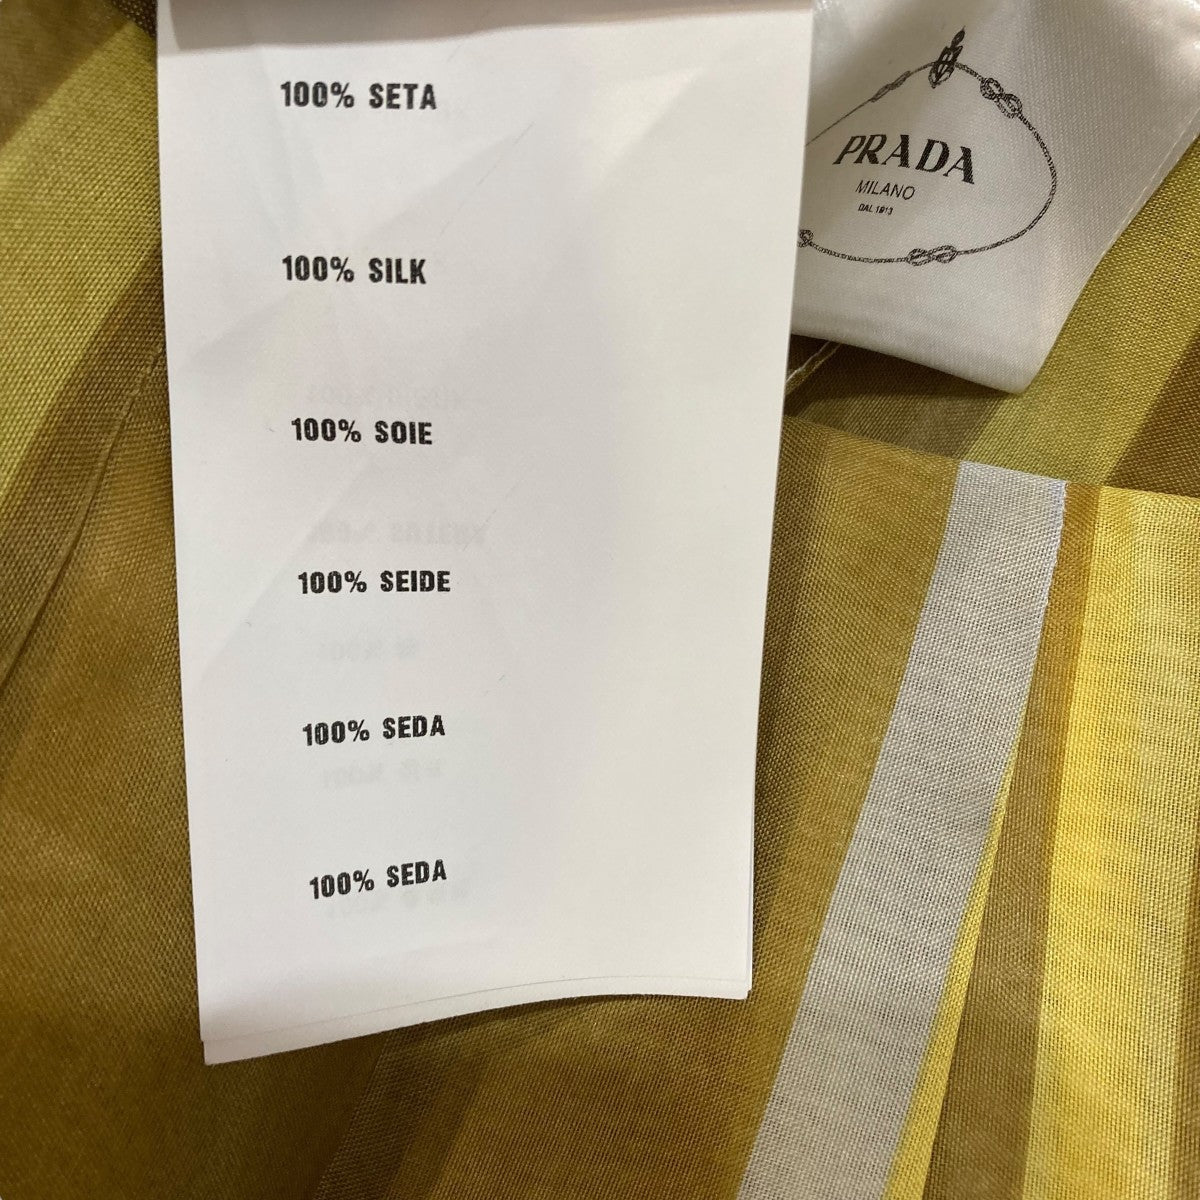 100% SETA
100% SILK
100% SOIE
100% SEIDE
100% SEDA
100% SEDA
PRADA
MILANO
DAL 1913